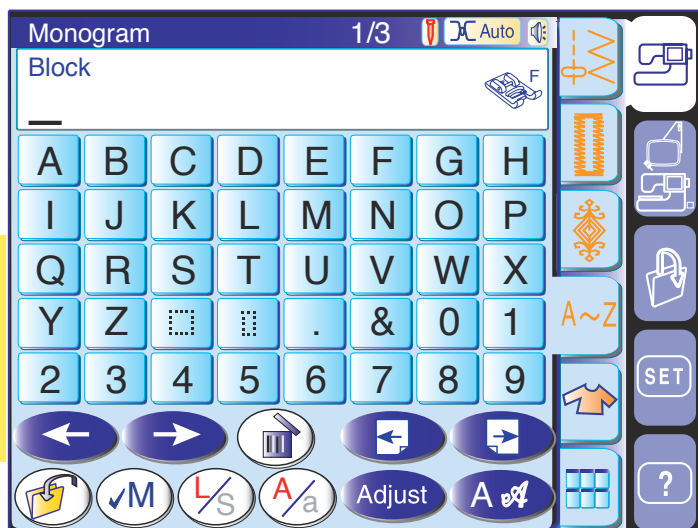 Monogram 1/3 Auto
Block
F
A B C D E F G H
I J K L M N O P
Q R S T U V W X
Y Z . & 0 1
A~Z
2 3 4 5 6 7 8 9
SET
✓M L/S A/a Adjust A A
?